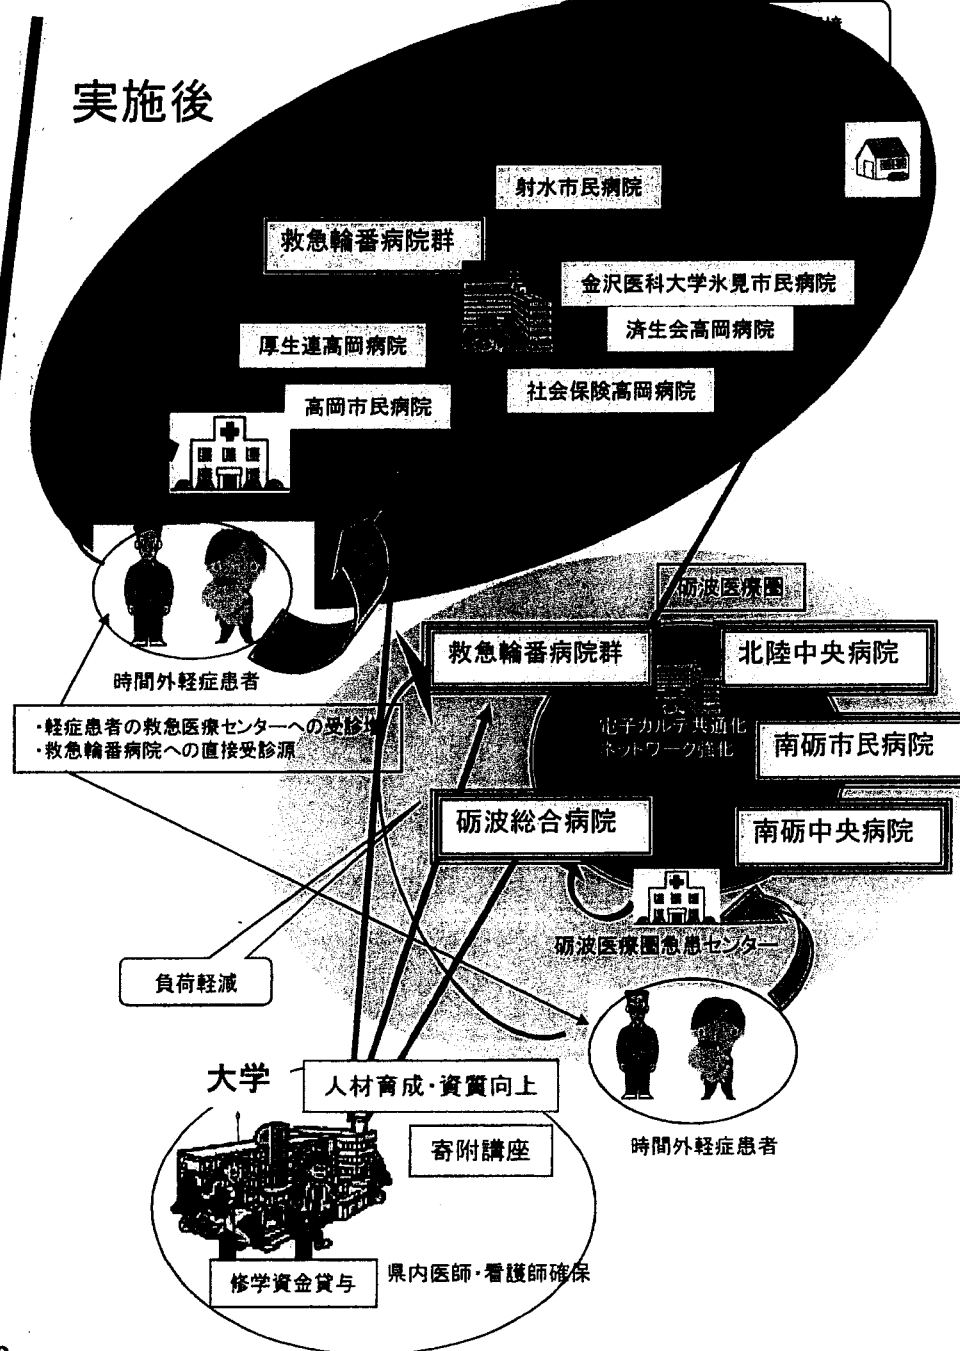 実施後
射水市民病院
救急輪番病院群
金沢医科大学氷見市民病院
済生会高岡病院
厚生連高岡病院
社会保険高岡病院
高岡市民病院
砺波医療圏
救急輪番病院群
北陸中央病院
時間外軽症患者
・軽症患者の救急医療センターへの受診増
・救急輪番病院への直接受診源
電子カルテ共通化
ネットワーク強化
南砺市民病院
砺波総合病院
南砺中央病院
砺波医療圏急患センター
負荷軽減
大学
人材育成・資質向上
寄附講座
時間外軽症患者
修学資金貸与
県内医師・看護師確保